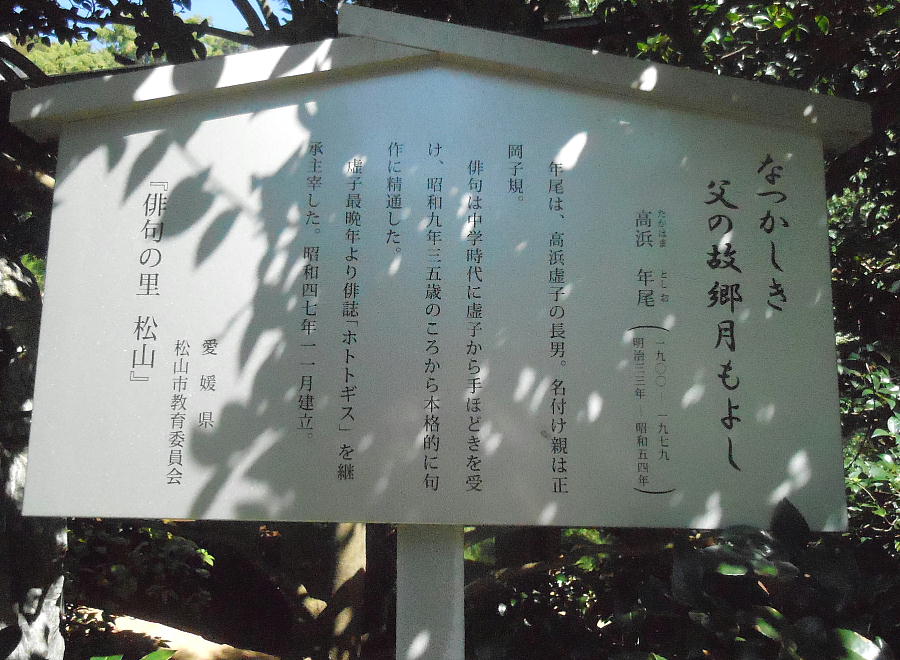 なつかしき
父の故郷月もよし
たかはま としお
高浜 年尾
一九〇〇―一九七九
(明治三三年 昭和五四年)
年尾は、高浜虚子の長男。名付け親は正
岡子規。
俳句は中学時代に虚子から手ほどきを受
け、昭和九年三五歳のころから本格的に句
作に精通した。
虚子最晩年より俳誌「ホトトギス」を継
承主宰した。昭和四七年一一月建立。
愛媛県
松山市教育委員会
『俳句の里 松山』